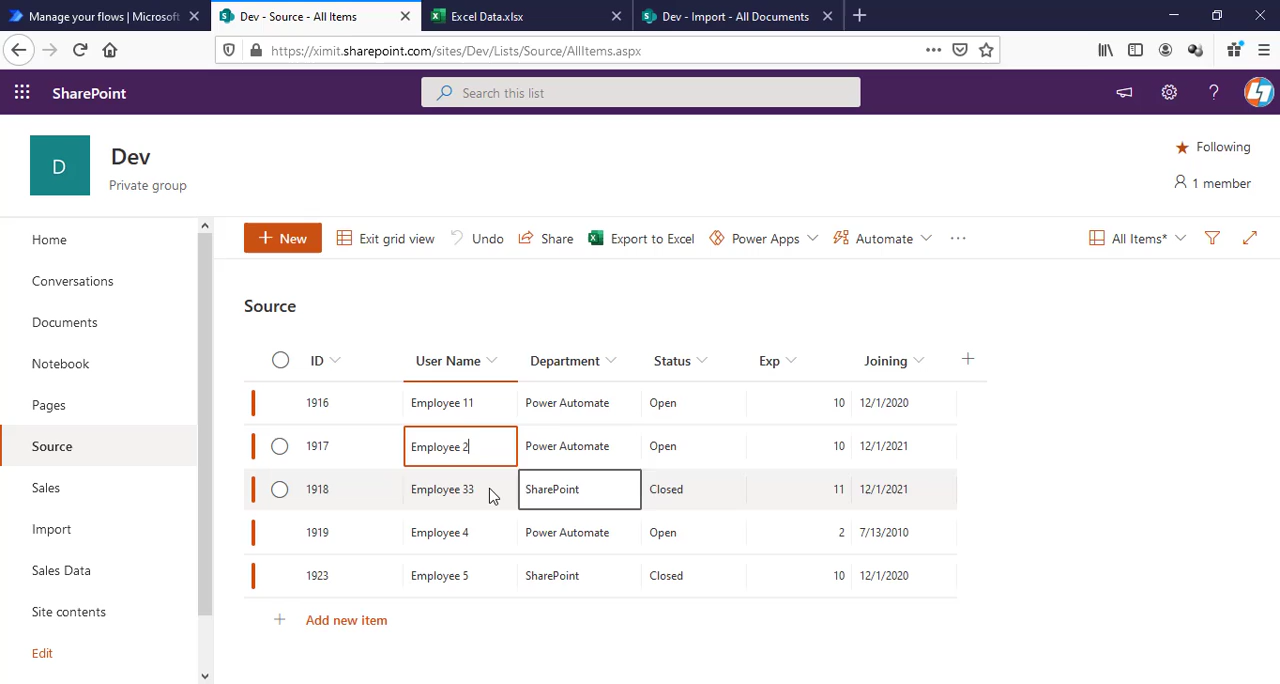 Manage your flows | Microsoft
Dev - Source - All Items
Excel Data.xlsx
Dev - Import - All Documents
https://ximit.sharepoint.com/sites/Dev/Lists/Source/AllItems.aspx
SharePoint
Search this list
D
Dev
Private group
Following
1 member
Home
Conversations
Documents
Notebook
Pages
Source
Sales
Import
Sales Data
Site contents
Edit
New
Exit grid view
Undo
Share
Export to Excel
Power Apps
Automate
All Items*
Source
ID User Name Department Status Exp Joining
1916 Employee 11 Power Automate Open 10 12/1/2020
1917 Employee 2 Power Automate Open 10 12/1/2021
1918 Employee 33 SharePoint Closed 11 12/1/2021
1919 Employee 4 Power Automate Open 2 7/13/2010
1923 Employee 5 SharePoint Closed 10 12/1/2020
Add new item